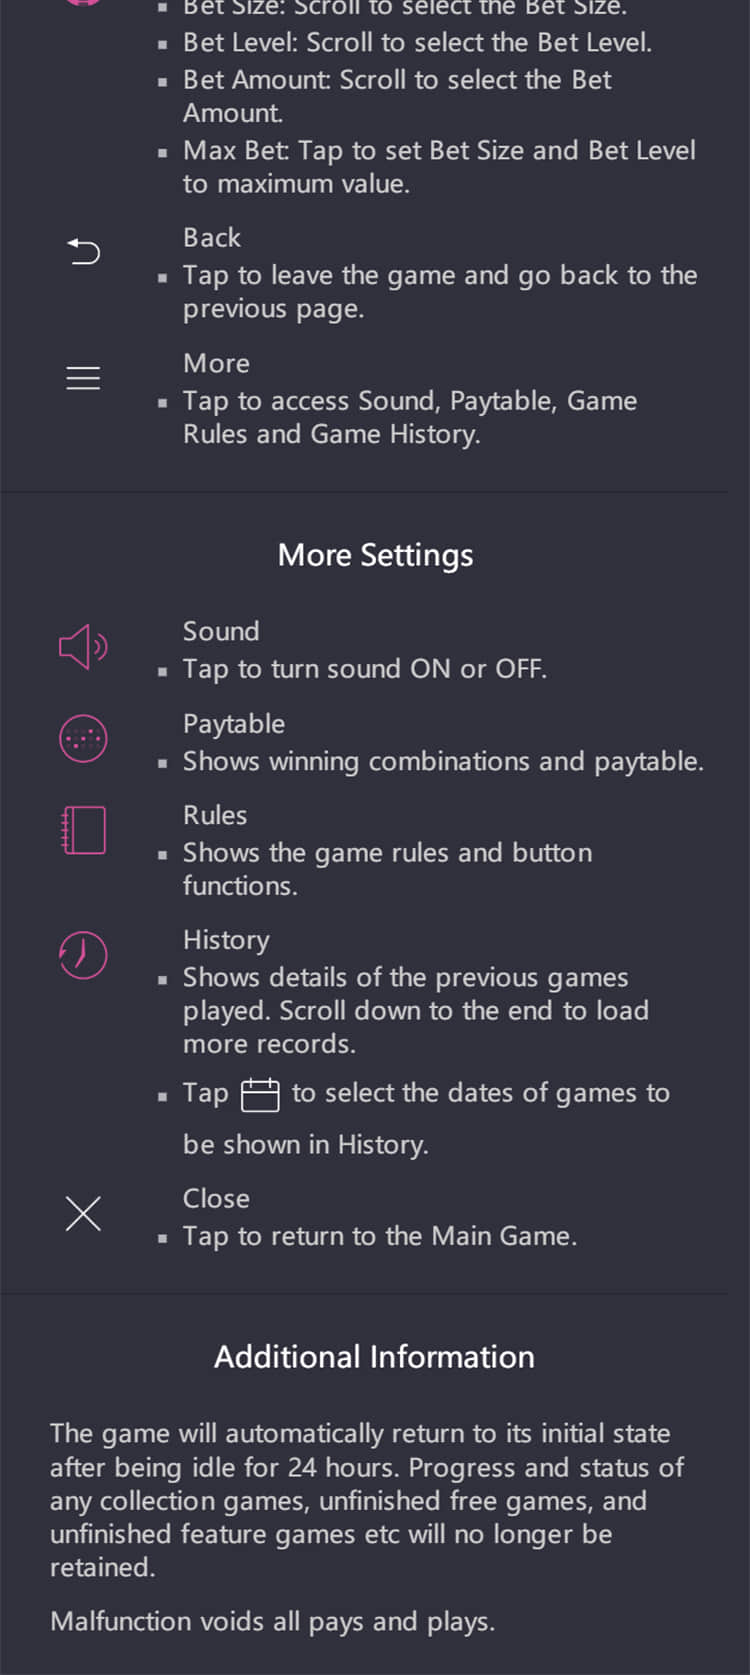 ▪ Bet Size: Scroll to select the Bet Size.
▪ Bet Level: Scroll to select the Bet Level.
▪ Bet Amount: Scroll to select the Bet
Amount.
▪ Max Bet: Tap to set Bet Size and Bet Level
to maximum value.
Back
▪ Tap to leave the game and go back to the
previous page.
More
▪ Tap to access Sound, Paytable, Game
Rules and Game History.
More Settings
Sound
▪ Tap to turn sound ON or OFF.
Paytable
▪ Shows winning combinations and paytable.
Rules
▪ Shows the game rules and button
functions.
History
▪ Shows details of the previous games
played. Scroll down to the end to load
more records.
▪ Tap to select the dates of games to
be shown in History.
Close
▪ Tap to return to the Main Game.
Additional Information
The game will automatically return to its initial state
after being idle for 24 hours. Progress and status of
any collection games, unfinished free games, and
unfinished feature games etc will no longer be
retained.
Malfunction voids all pays and plays.